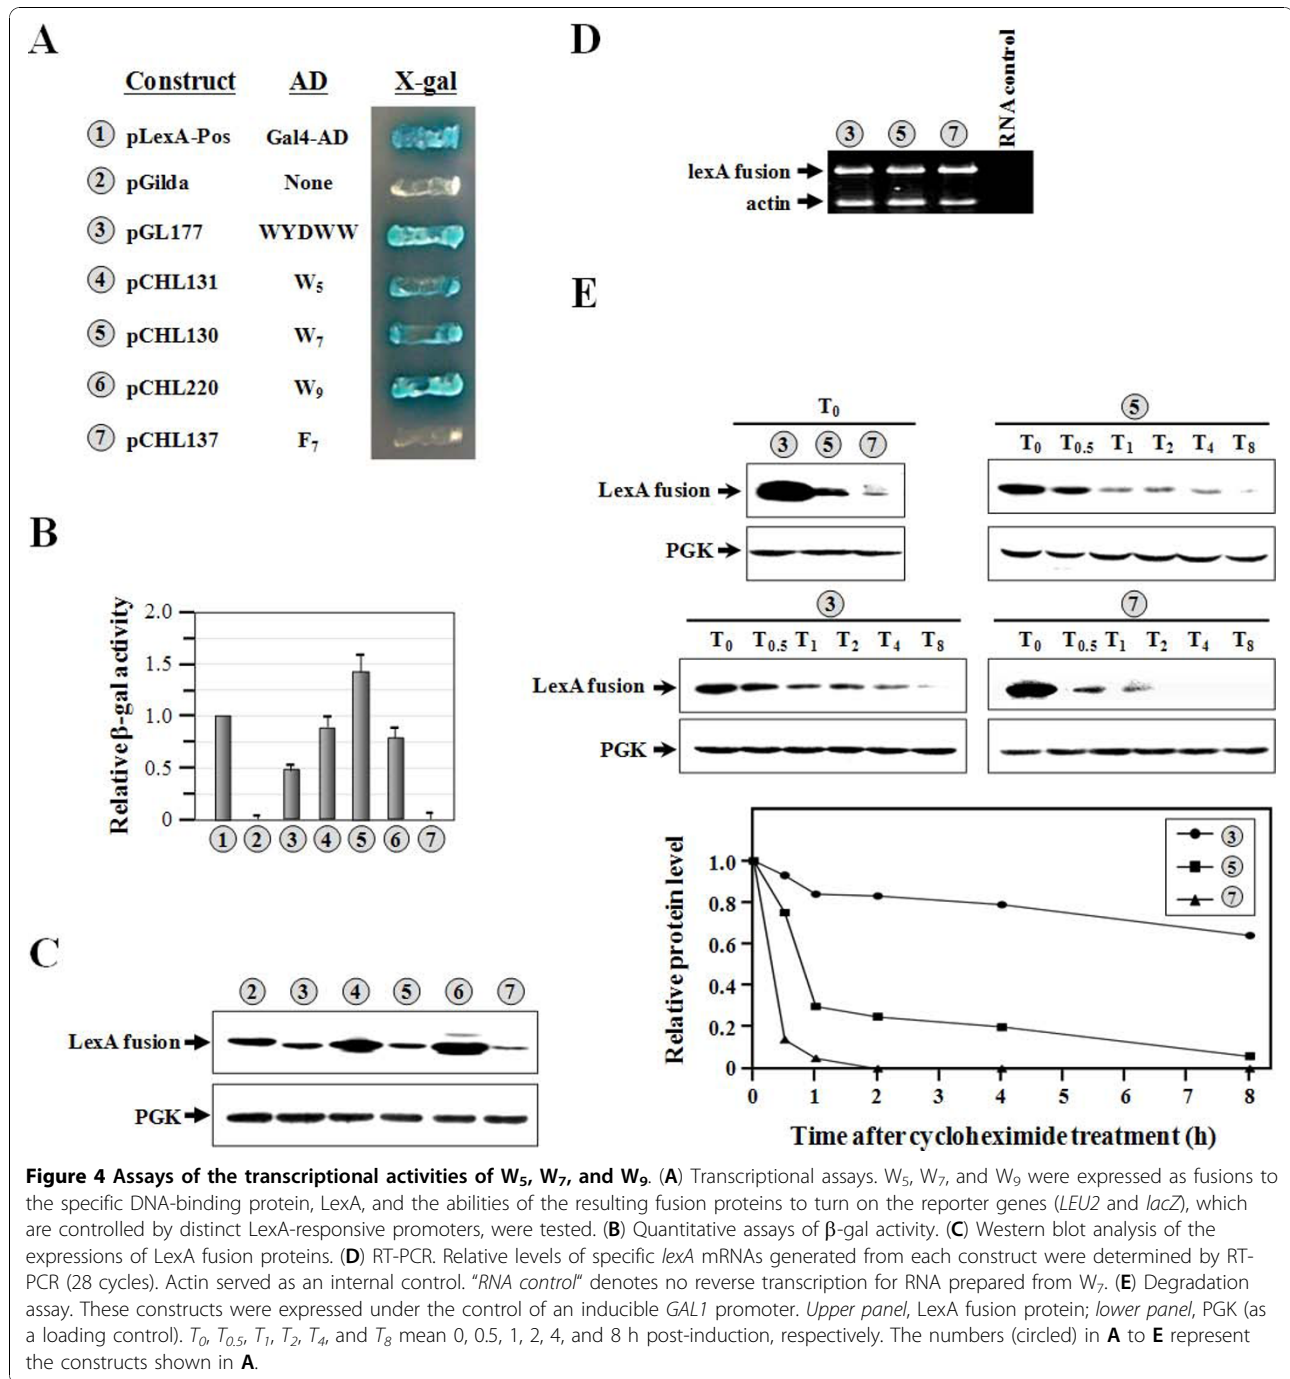 A
Construct AD X-gal
1 pLexA-Pos Gal4-AD
2 pGilda None
3 pGL177 WYDWW
4 pCHL131 W5
5 pCHL130 W7
6 pCHL220 W9
7 pCHL137 F7
B
Relative β-gal activity
2.0
1.5
1.0
0.5
0
1 2 3 4 5 6 7
C
2 3 4 5 6 7
LexA fusion
PGK
D
3 5 7 RNA control
lexA fusion
actin
E
T0
3 5 7
LexA fusion
PGK
5
T0 T0.5 T1 T2 T4 T8
3
T0 T0.5 T1 T2 T4 T8
LexA fusion
PGK
7
T0 T0.5 T1 T2 T4 T8
Relative protein level
1.0
0.8
0.6
0.4
0.2
0
3
5
7
0 1 2 3 4 5 6 7 8
Time after cycloheximide treatment (h)
Figure 4 Assays of the transcriptional activities of W5, W7, and W9. (A) Transcriptional assays. W5, W7, and W9 were expressed as fusions to
the specific DNA-binding protein, LexA, and the abilities of the resulting fusion proteins to turn on the reporter genes (LEU2 and lacZ), which
are controlled by distinct LexA-responsive promoters, were tested. (B) Quantitative assays of β-gal activity. (C) Western blot analysis of the
expressions of LexA fusion proteins. (D) RT-PCR. Relative levels of specific lexA mRNAs generated from each construct were determined by RT-
PCR (28 cycles). Actin served as an internal control. "RNA control" denotes no reverse transcription for RNA prepared from W7. (E) Degradation
assay. These constructs were expressed under the control of an inducible GAL1 promoter. Upper panel, LexA fusion protein; lower panel, PGK (as
a loading control). T0, T0.5, T1, T2, T4, and T8 mean 0, 0.5, 1, 2, 4, and 8 h post-induction, respectively. The numbers (circled) in A to E represent
the constructs shown in A.